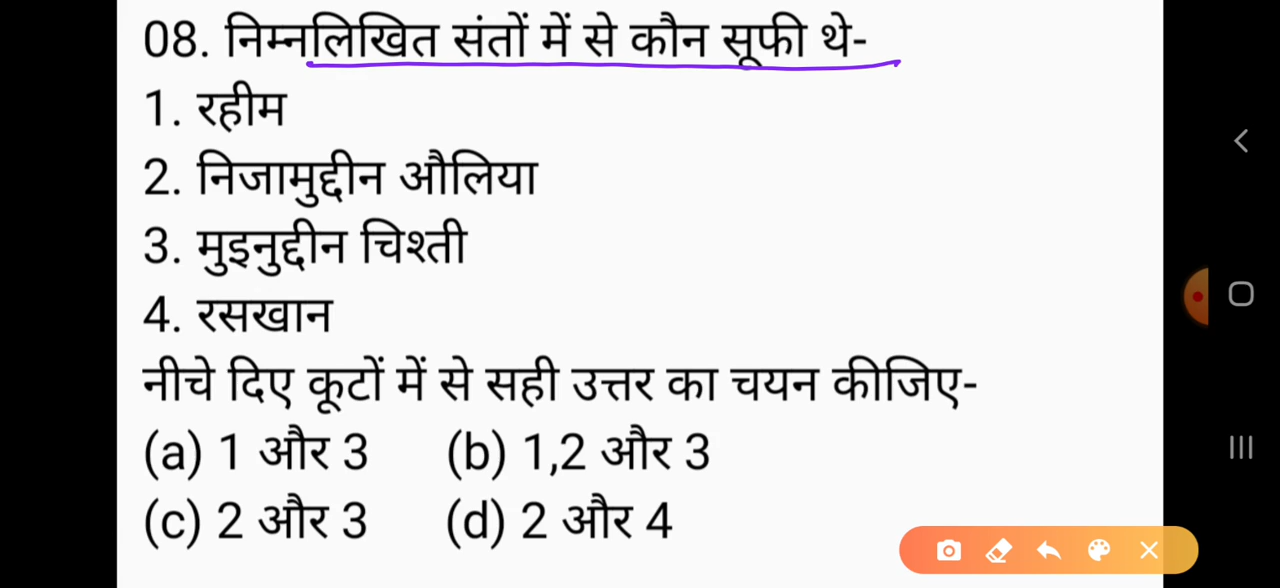 08. निम्नलिखित संतों में से कौन सूफी थे-
1. रहीम
2. निजामुद्दीन औलिया
3. मुइनुद्दीन चिश्ती
4. रसखान
नीचे दिए कूटों में से सही उत्तर का चयन कीजिए-
(a) 1 और 3 (b) 1,2 और 3
(c) 2 और 3 (d) 2 और 4